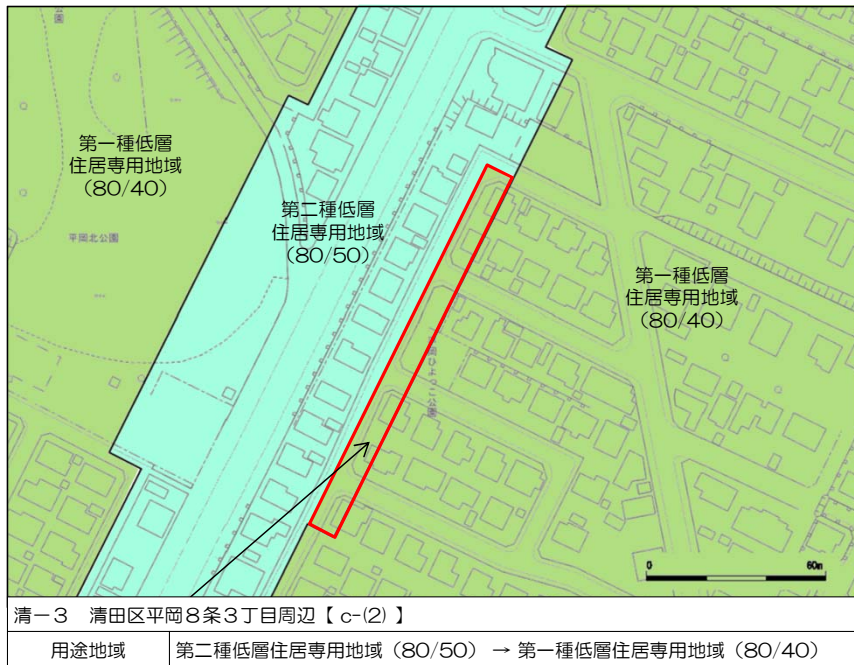 第一種低層
住居専用地域
(80/40)
平岡北公園
第二種低層
住居専用地域
(80/50)
第一種低層
住居専用地域
(80/40)
0 60m
清−3 清田区平岡8条3丁目周辺【 c-(2) 】
用途地域 第二種低層住居専用地域(80/50) → 第一種低層住居専用地域(80/40)